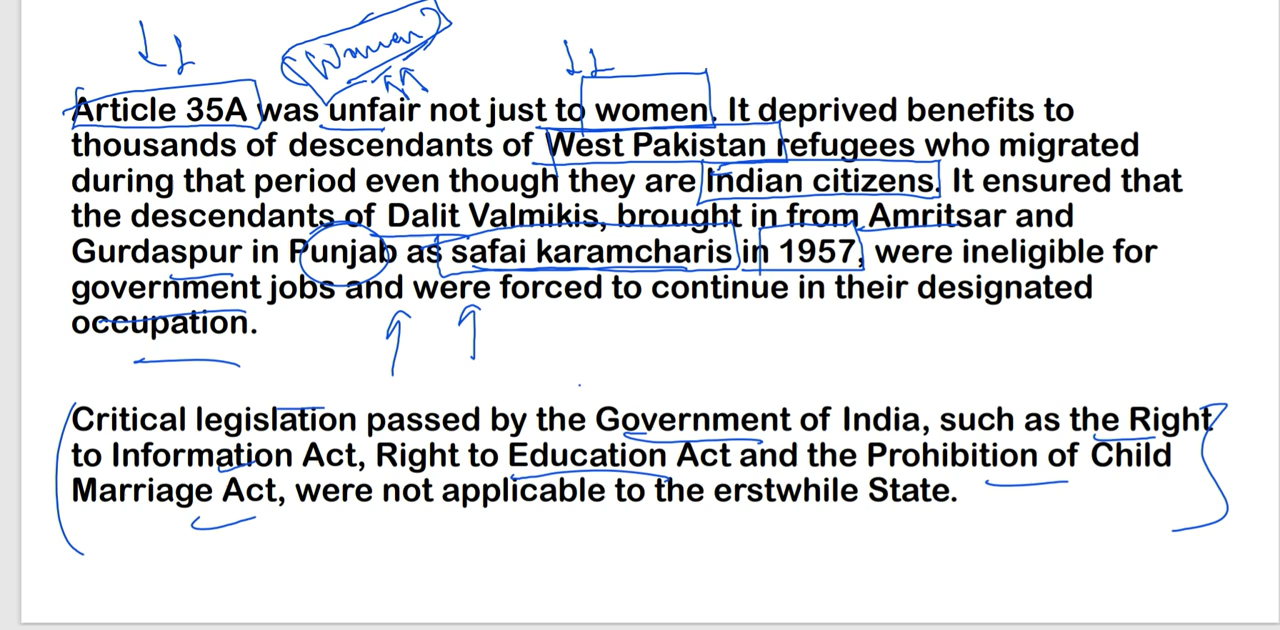 (Women)
Article 35A was unfair not just to women. It deprived benefits to
thousands of descendants of West Pakistan refugees who migrated
during that period even though they are Indian citizens. It ensured that
the descendants of Dalit Valmikis, brought in from Amritsar and
Gurdaspur in Punjab as safai karamcharis in 1957, were ineligible for
government jobs and were forced to continue in their designated
occupation.
Critical legislation passed by the Government of India, such as the Right
to Information Act, Right to Education Act and the Prohibition of Child
Marriage Act, were not applicable to the erstwhile State.